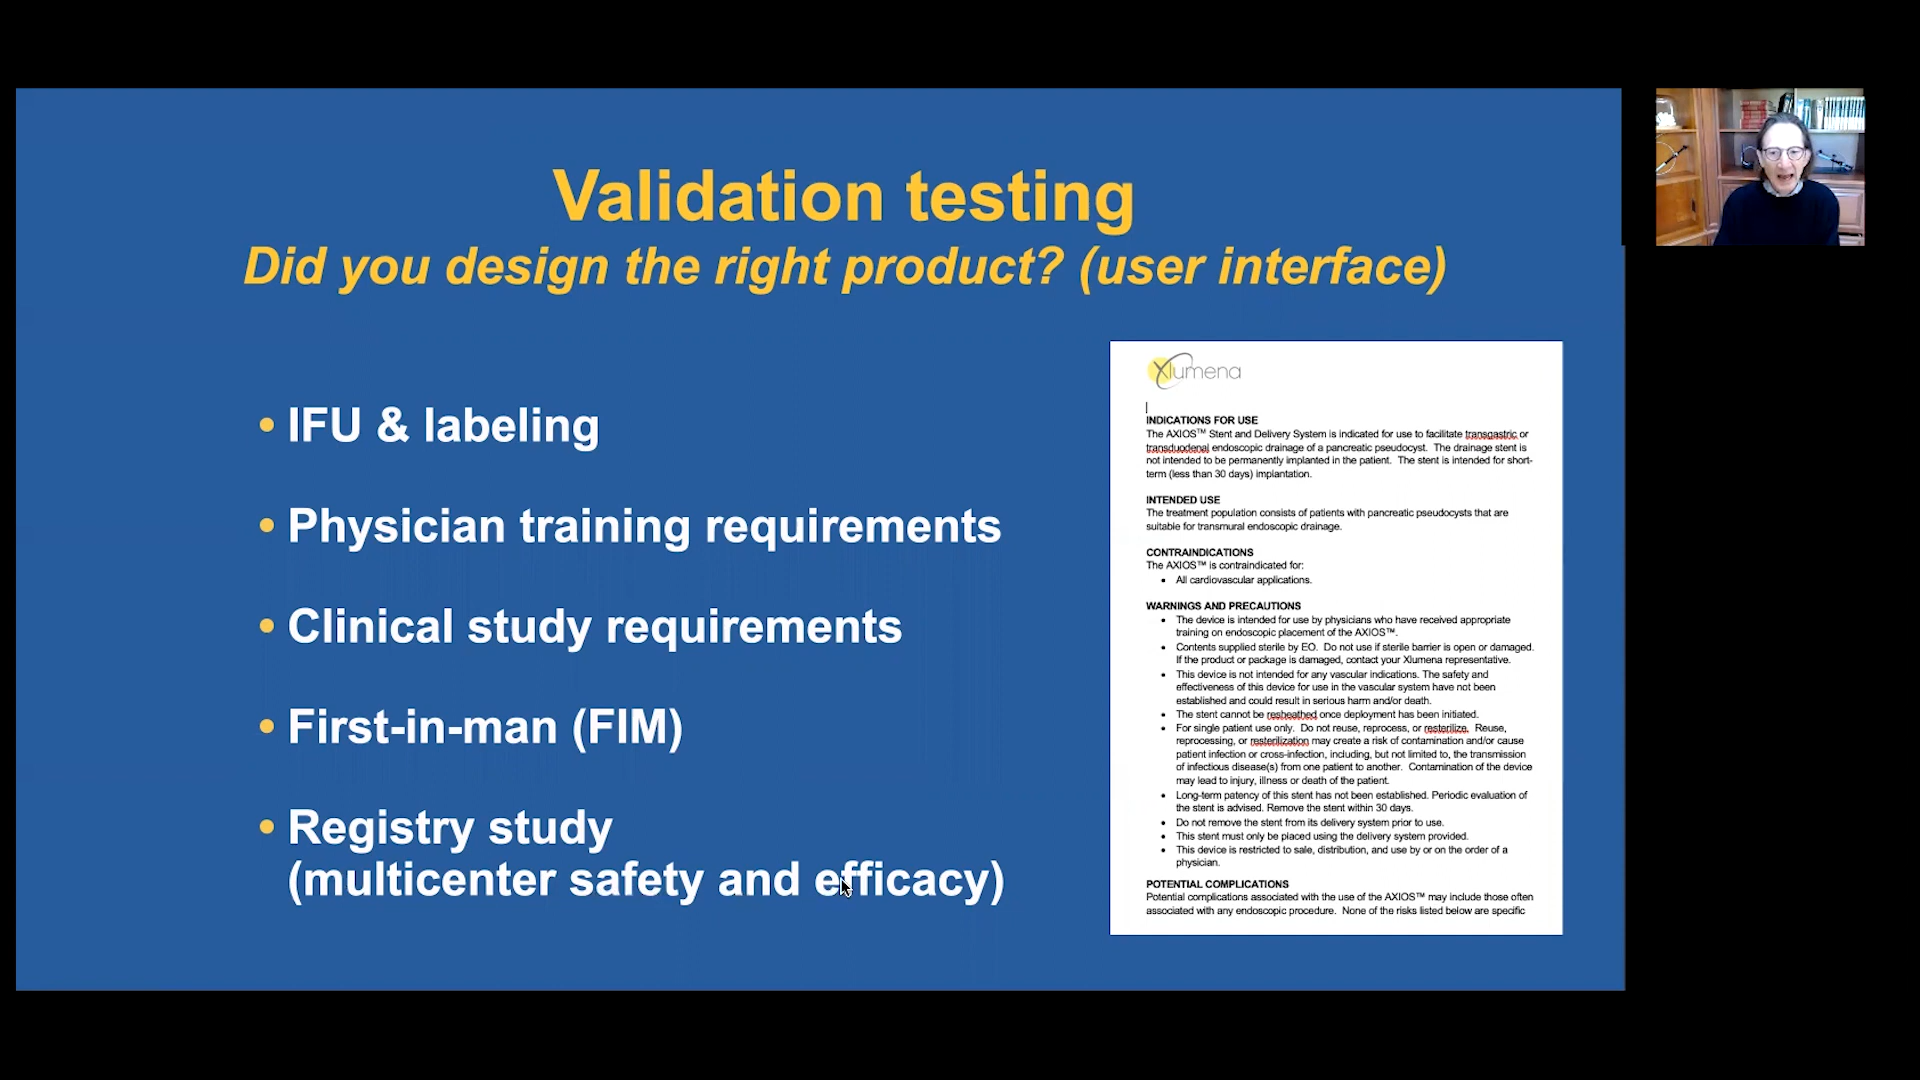 Validation testing
Did you design the right product? (user interface)
• IFU & labeling
• Physician training requirements
• Clinical study requirements
• First-in-man (FIM)
• Registry study
(multicenter safety and efficacy)
Xlumena
INDICATIONS FOR USE
The AXIOS™ Stent and Delivery System is indicated for use to facilitate transgastric or
transduodenal endoscopic drainage of a pancreatic pseudocyst. The drainage stent is
not intended to be permanently implanted in the patient. The stent is intended for short-
term (less than 30 days) implantation.
INTENDED USE
The treatment population consists of patients with pancreatic pseudocysts that are
suitable for transmural endoscopic drainage.
CONTRAINDICATIONS
The AXIOS™ is contraindicated for:
• All cardiovascular applications.
WARNINGS AND PRECAUTIONS
• The device is intended for use by physicians who have received appropriate
training on endoscopic placement of the AXIOS™.
• Contents supplied sterile by EO. Do not use if sterile barrier is open or damaged.
If the product or package is damaged, contact your Xlumena representative.
• This device is not intended for any vascular indications. The safety and
effectiveness of this device for use in the vascular system have not been
established and could result in serious harm and/or death.
• The stent cannot be resheathed once deployment has been initiated.
• For single patient use only. Do not reuse, reprocess, or resterilize. Reuse,
reprocessing, or resterilization may create a risk of contamination and/or cause
patient infection or cross-infection, including, but not limited to, the transmission
of infectious disease(s) from one patient to another. Contamination of the device
may lead to injury, illness or death of the patient.
• Long-term patency of this stent has not been established. Periodic evaluation of
the stent is advised. Remove the stent within 30 days.
• Do not remove the stent from its delivery system prior to use.
• This stent must only be placed using the delivery system provided.
• This device is restricted to sale, distribution, and use by or on the order of a
physician.
POTENTIAL COMPLICATIONS
Potential complications associated with the use of the AXIOS™ may include those often
associated with any endoscopic procedure. None of the risks listed below are specific